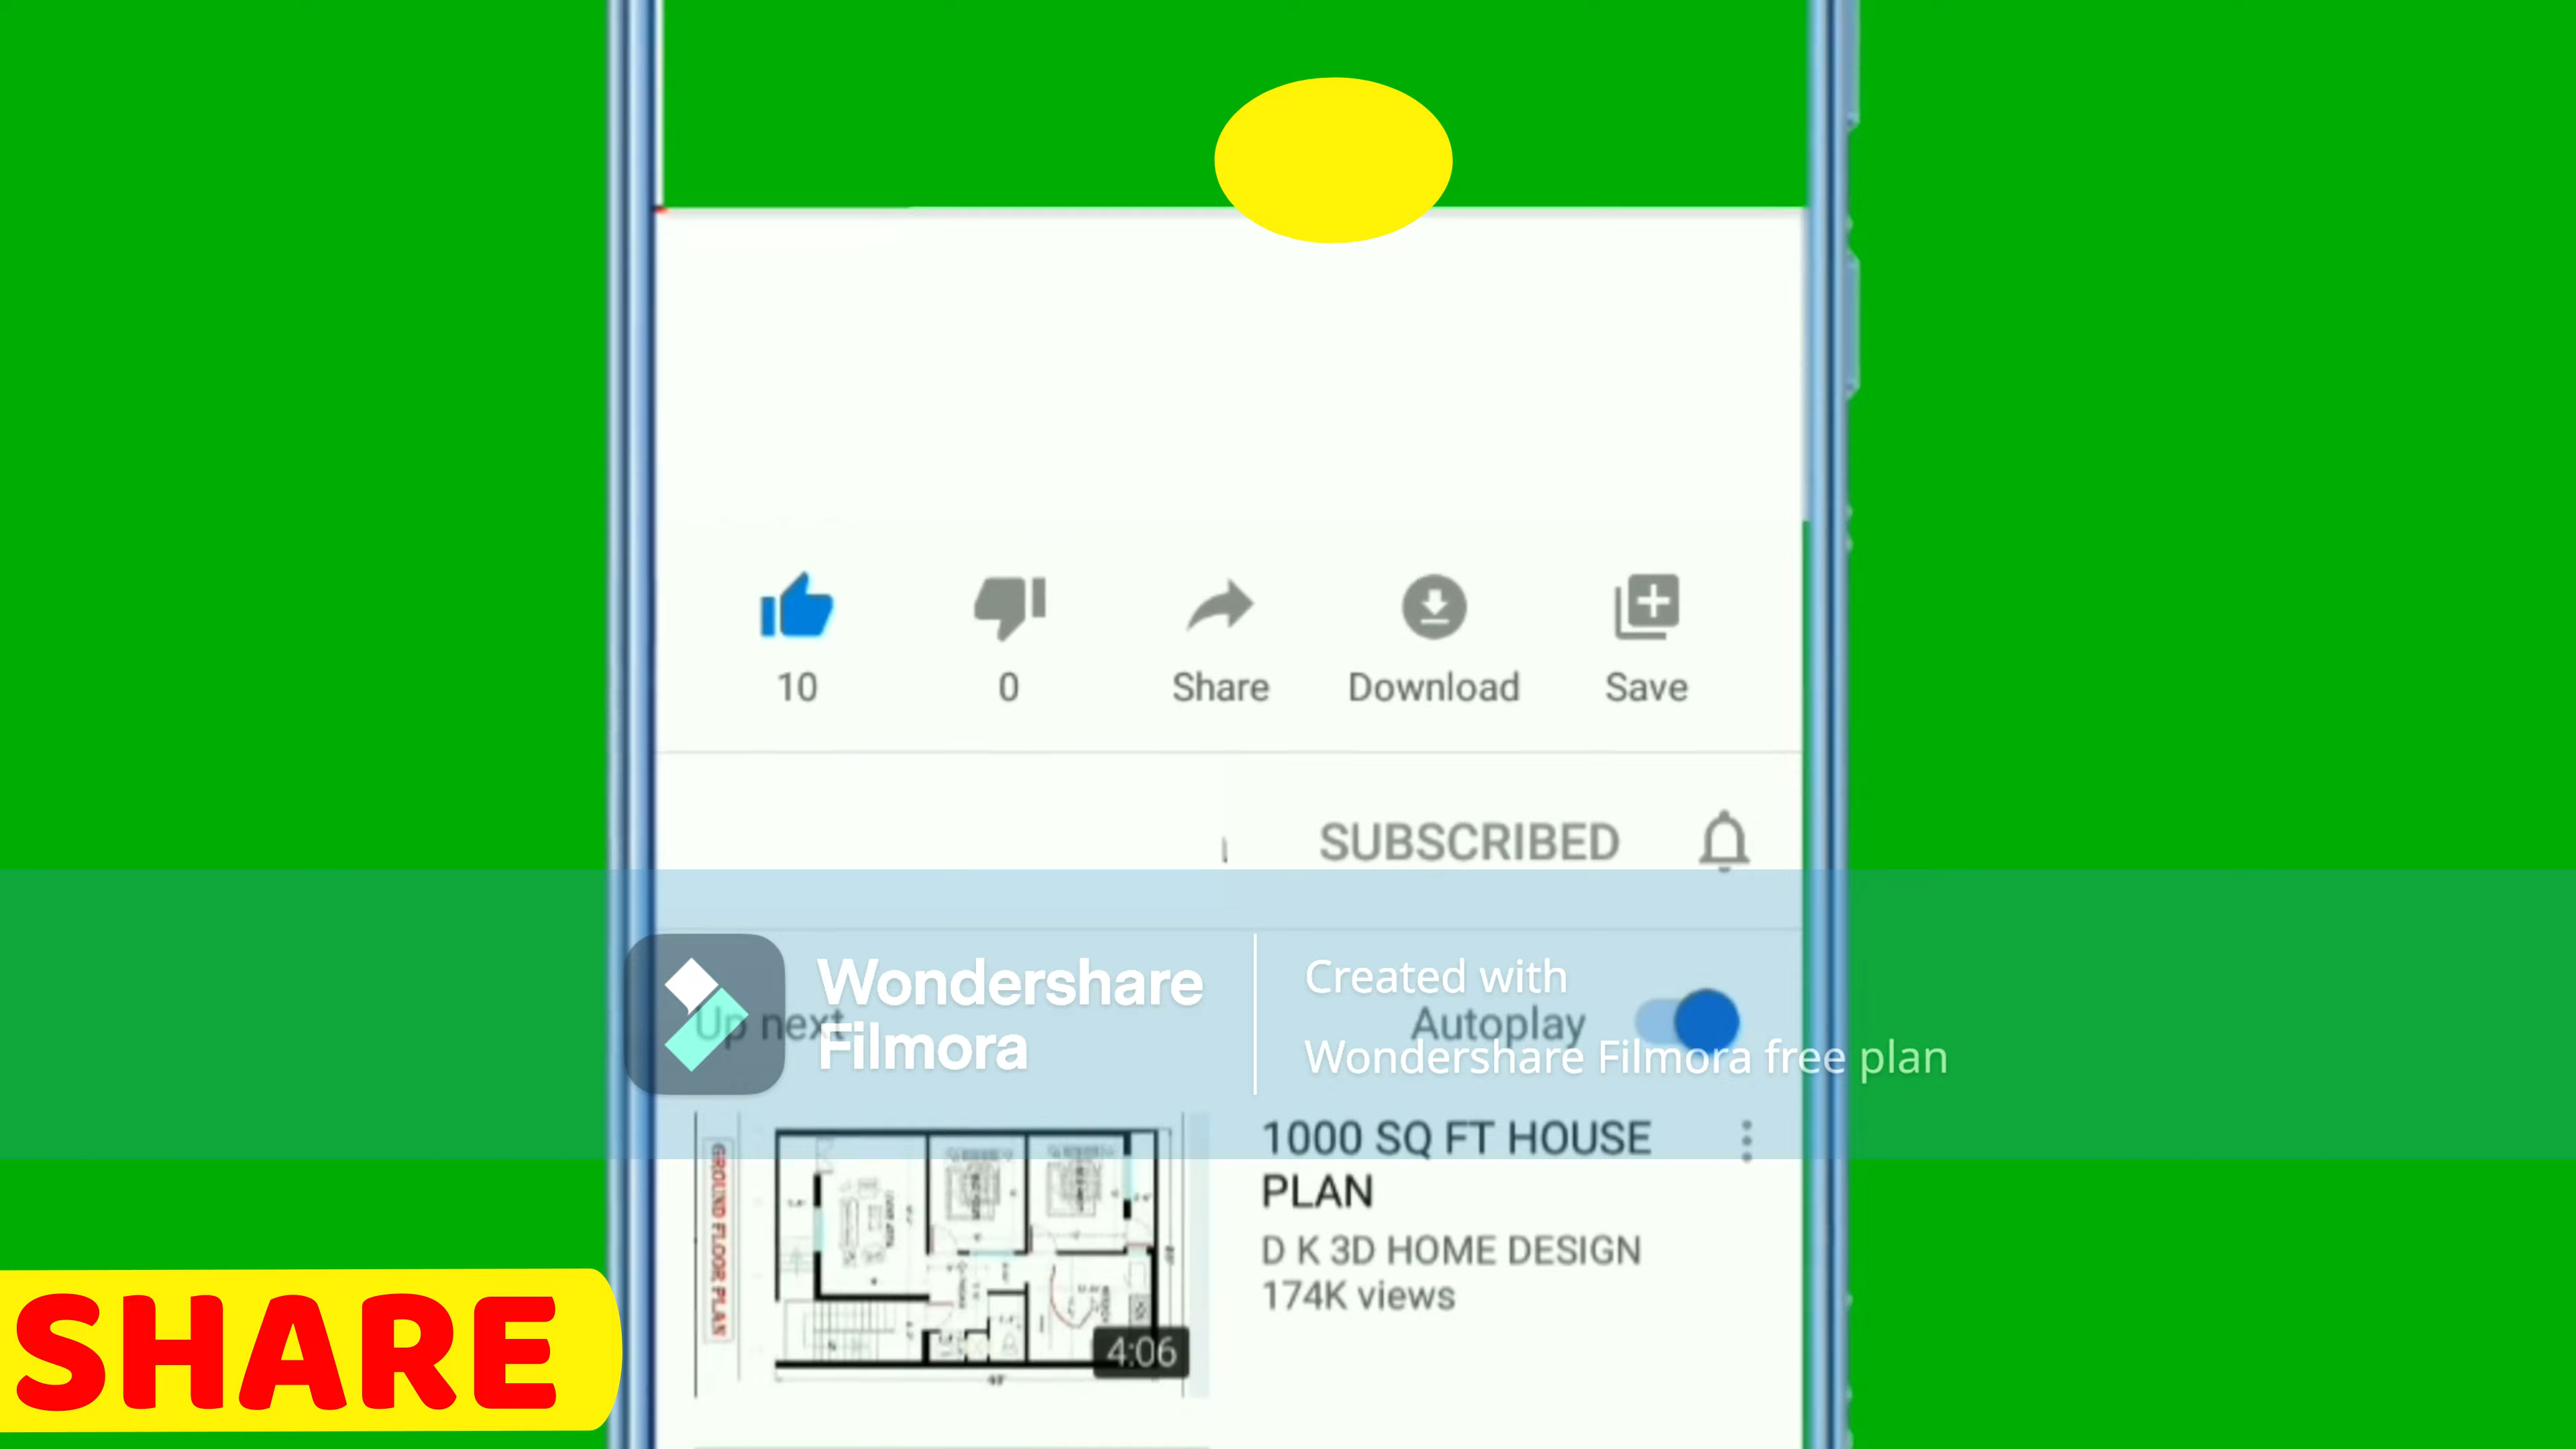 10
0
Share
Download
Save
SUBSCRIBED
Wondershare
Filmora
Created with
Wondershare Filmora free plan
Up next
Autoplay
1000 SQ FT HOUSE
PLAN
D K 3D HOME DESIGN
174K views
GROUND FLOOR PLAN
4:06
SHARE